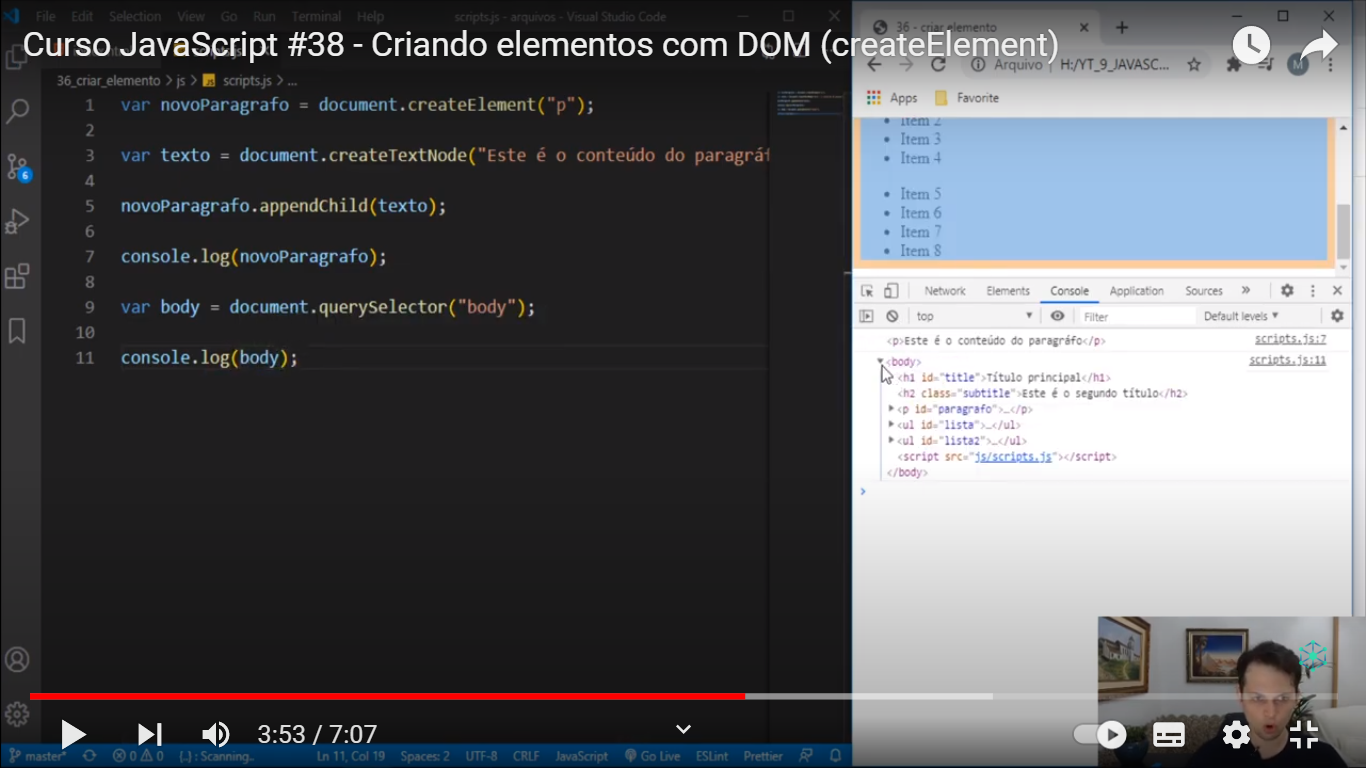 File Edit Selection View Go Run Terminal Help scripts.js - arquivos - Visual Studio Code
36 - criar elemento
Curso JavaScript #38 - Criando elementos com DOM (createElement)
Arquivo H:/YT_9_JAVASC...
M
36_criar_elemento > js > JS scripts.js > ...
Apps Favorite
1 var novoParagrafo = document.createElement("p");
2
3 var texto = document.createTextNode("Este é o conteúdo do paragráf
4
5 novoParagrafo.appendChild(texto);
6
7 console.log(novoParagrafo);
8
9 var body = document.querySelector("body");
10
11 console.log(body);
6
Item 2
Item 3
Item 4
Item 5
Item 6
Item 7
Item 8
Network Elements Console Application Sources »
top Filter Default levels
<p>Este é o conteúdo do paragráfo</p> scripts.js:7
<body> scripts.js:11
<h1 id="title">Título principal</h1>
<h2 class="subtitle">Este é o segundo título</h2>
<p id="paragrafo">…</p>
<ul id="lista">…</ul>
<ul id="lista2">…</ul>
<script src="js/scripts.js"></script>
</body>
3:53 / 7:07
master* 0 0 {..} : Scanning.. Ln 11, Col 19 Spaces: 2 UTF-8 CRLF JavaScript Go Live ESLint Prettier